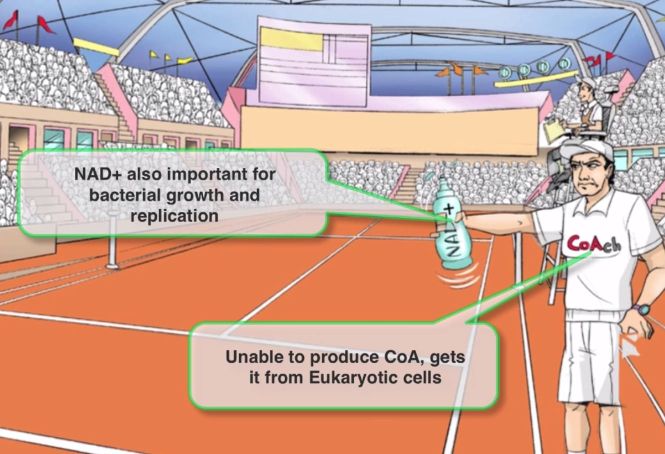 NAD+ also important for
bacterial growth and
replication
NAD+
CoAch
Unable to produce CoA, gets
it from Eukaryotic cells